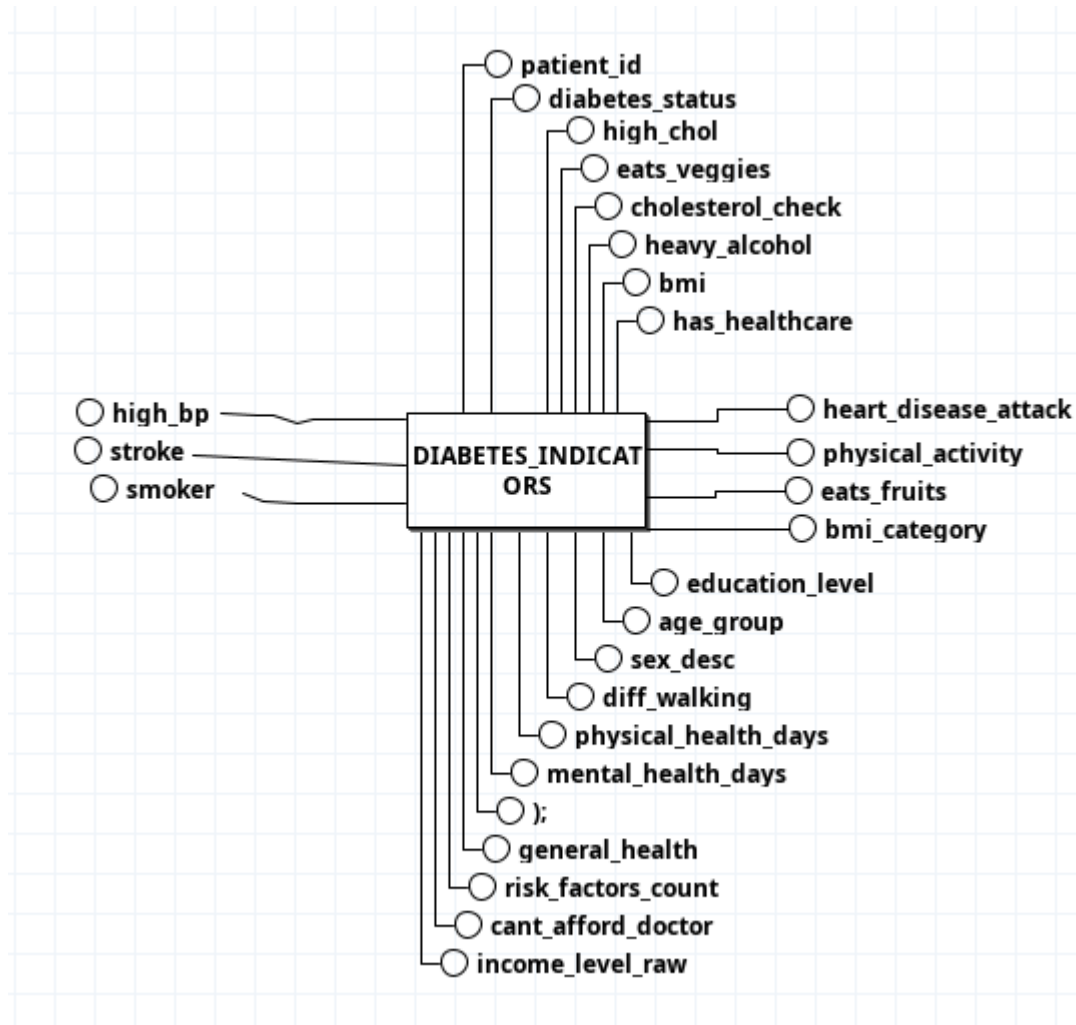 patient_id
diabetes_status
high_chol
eats_veggies
cholesterol_check
heavy_alcohol
bmi
has_healthcare
high_bp
stroke
smoker
DIABETES_INDICAT
ORS
heart_disease_attack
physical_activity
eats_fruits
bmi_category
education_level
age_group
sex_desc
diff_walking
physical_health_days
mental_health_days
);
general_health
risk_factors_count
cant_afford_doctor
income_level_raw